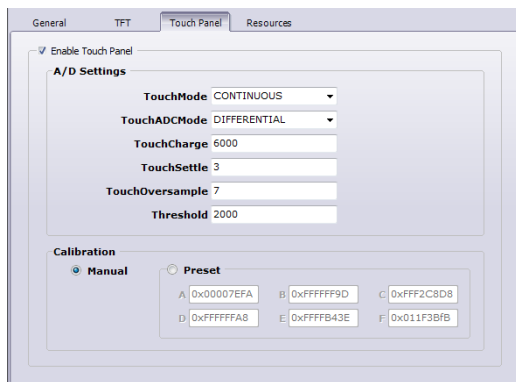 General TFT Touch Panel Resources
Enable Touch Panel
A/D Settings
TouchMode CONTINUOUS
TouchADCMode DIFFERENTIAL
TouchCharge 6000
TouchSettle 3
TouchOversample 7
Threshold 2000
Calibration
Manual Preset
A 0x00007EFA B 0xFFFFFF9D C 0xFFF2C8D8
D 0xFFFFFFA8 E 0xFFFFB43E F 0x011F3BfB